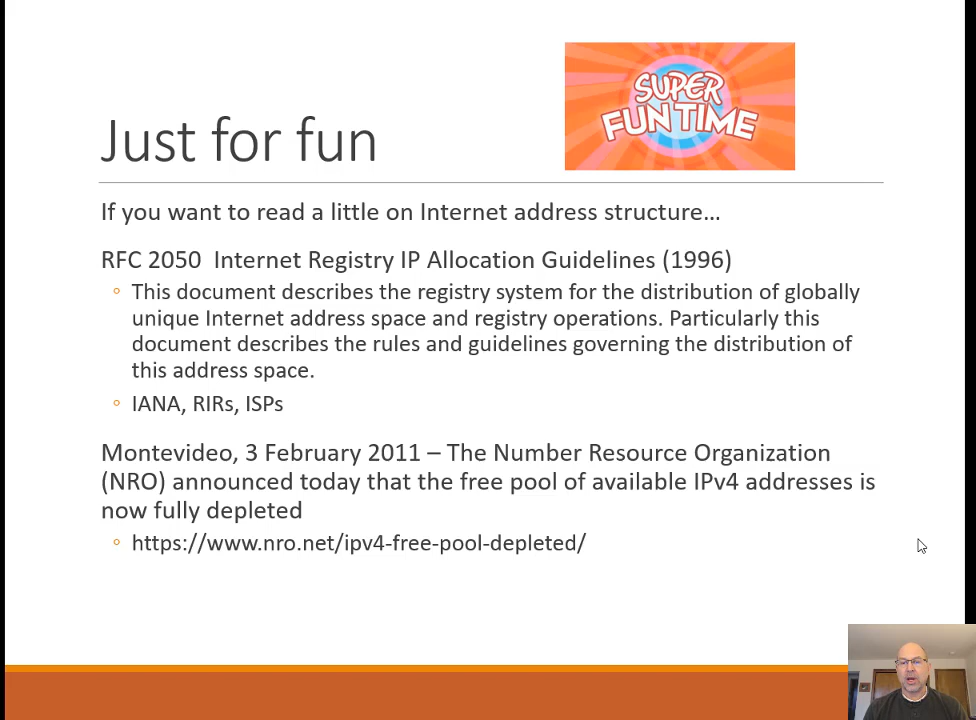 SUPER
FUN TIME
Just for fun
If you want to read a little on Internet address structure…
RFC 2050  Internet Registry IP Allocation Guidelines (1996)
◦ This document describes the registry system for the distribution of globally
unique Internet address space and registry operations. Particularly this
document describes the rules and guidelines governing the distribution of
this address space.
◦ IANA, RIRs, ISPs
Montevideo, 3 February 2011 – The Number Resource Organization
(NRO) announced today that the free pool of available IPv4 addresses is
now fully depleted
◦ https://www.nro.net/ipv4-free-pool-depleted/